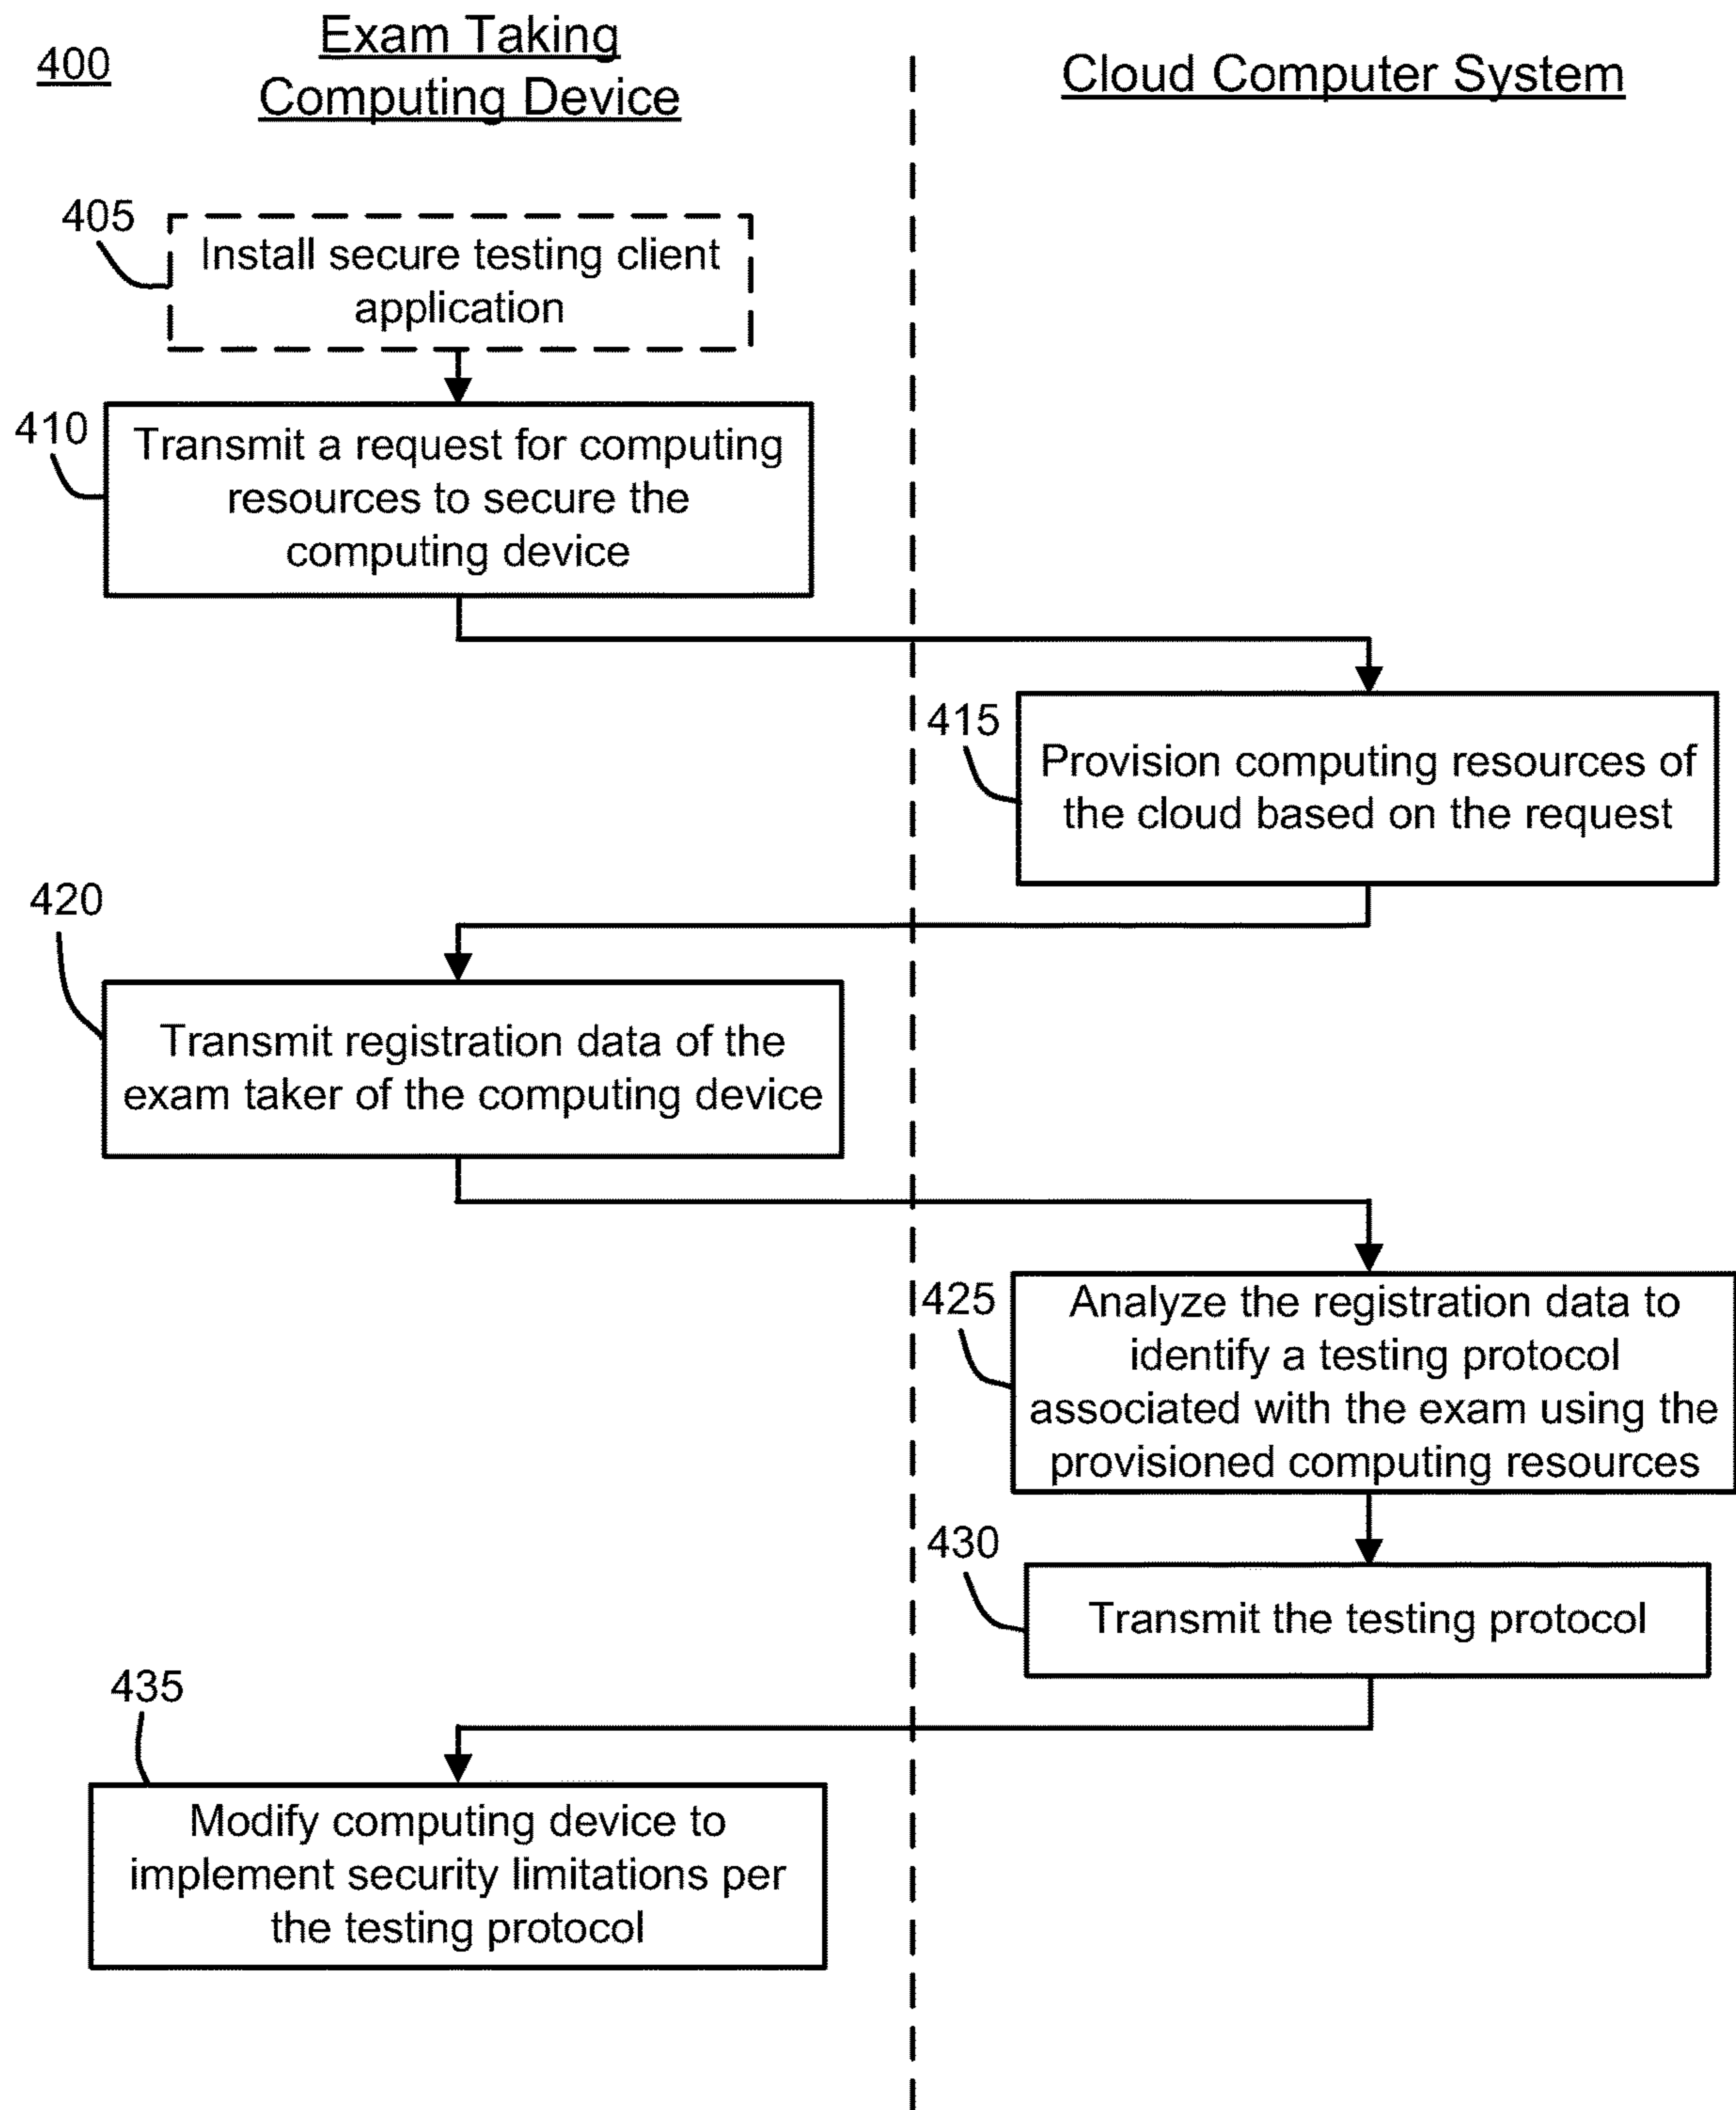 400
Exam Taking
Computing Device
Cloud Computer System
405
Install secure testing client
application
410
Transmit a request for computing
resources to secure the
computing device
415
Provision computing resources of
the cloud based on the request
420
Transmit registration data of the
exam taker of the computing device
425
Analyze the registration data to
identify a testing protocol
associated with the exam using the
provisioned computing resources
430
Transmit the testing protocol
435
Modify computing device to
implement security limitations per
the testing protocol